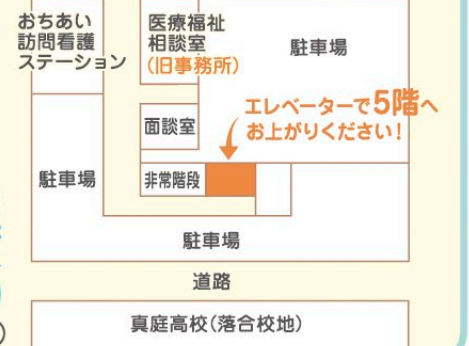 おちあい
訪問看護
ステーション
医療福祉
相談室
(旧事務所)
駐車場
エレベーターで5階へ
お上がりください!
面談室
駐車場
非常階段
駐車場
道路
真庭高校(落合校地)